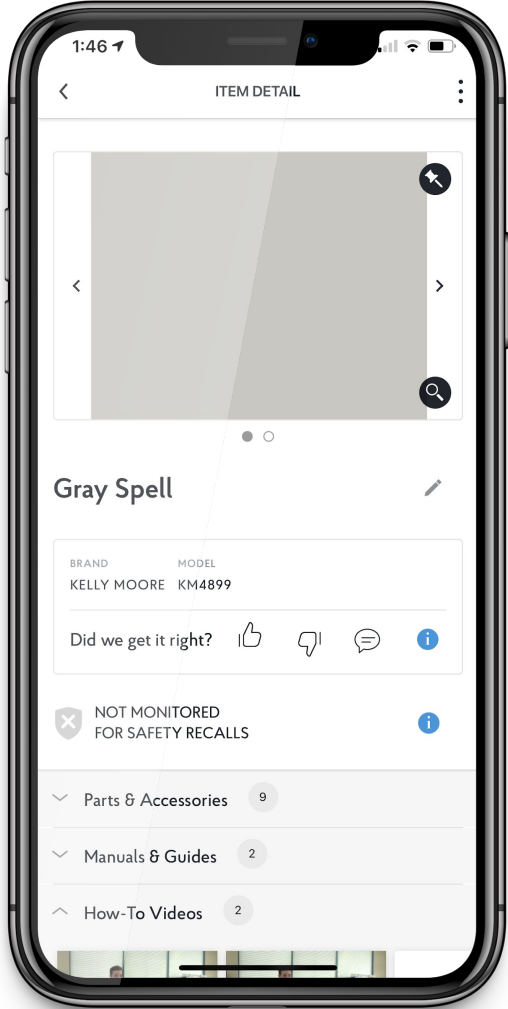 1:46
ITEM DETAIL
Gray Spell
BRAND MODEL
KELLY MOORE KM4899
Did we get it right?
NOT MONITORED
FOR SAFETY RECALLS
Parts & Accessories 9
Manuals & Guides 2
How-To Videos 2